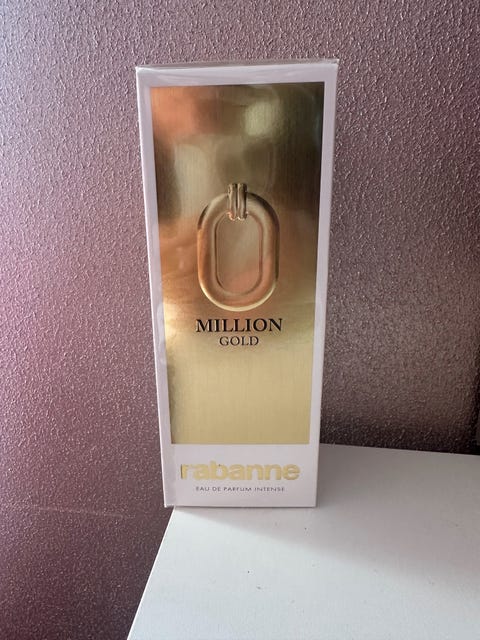 MILLION
GOLD
rabanne
EAU DE PARFUM INTENSE